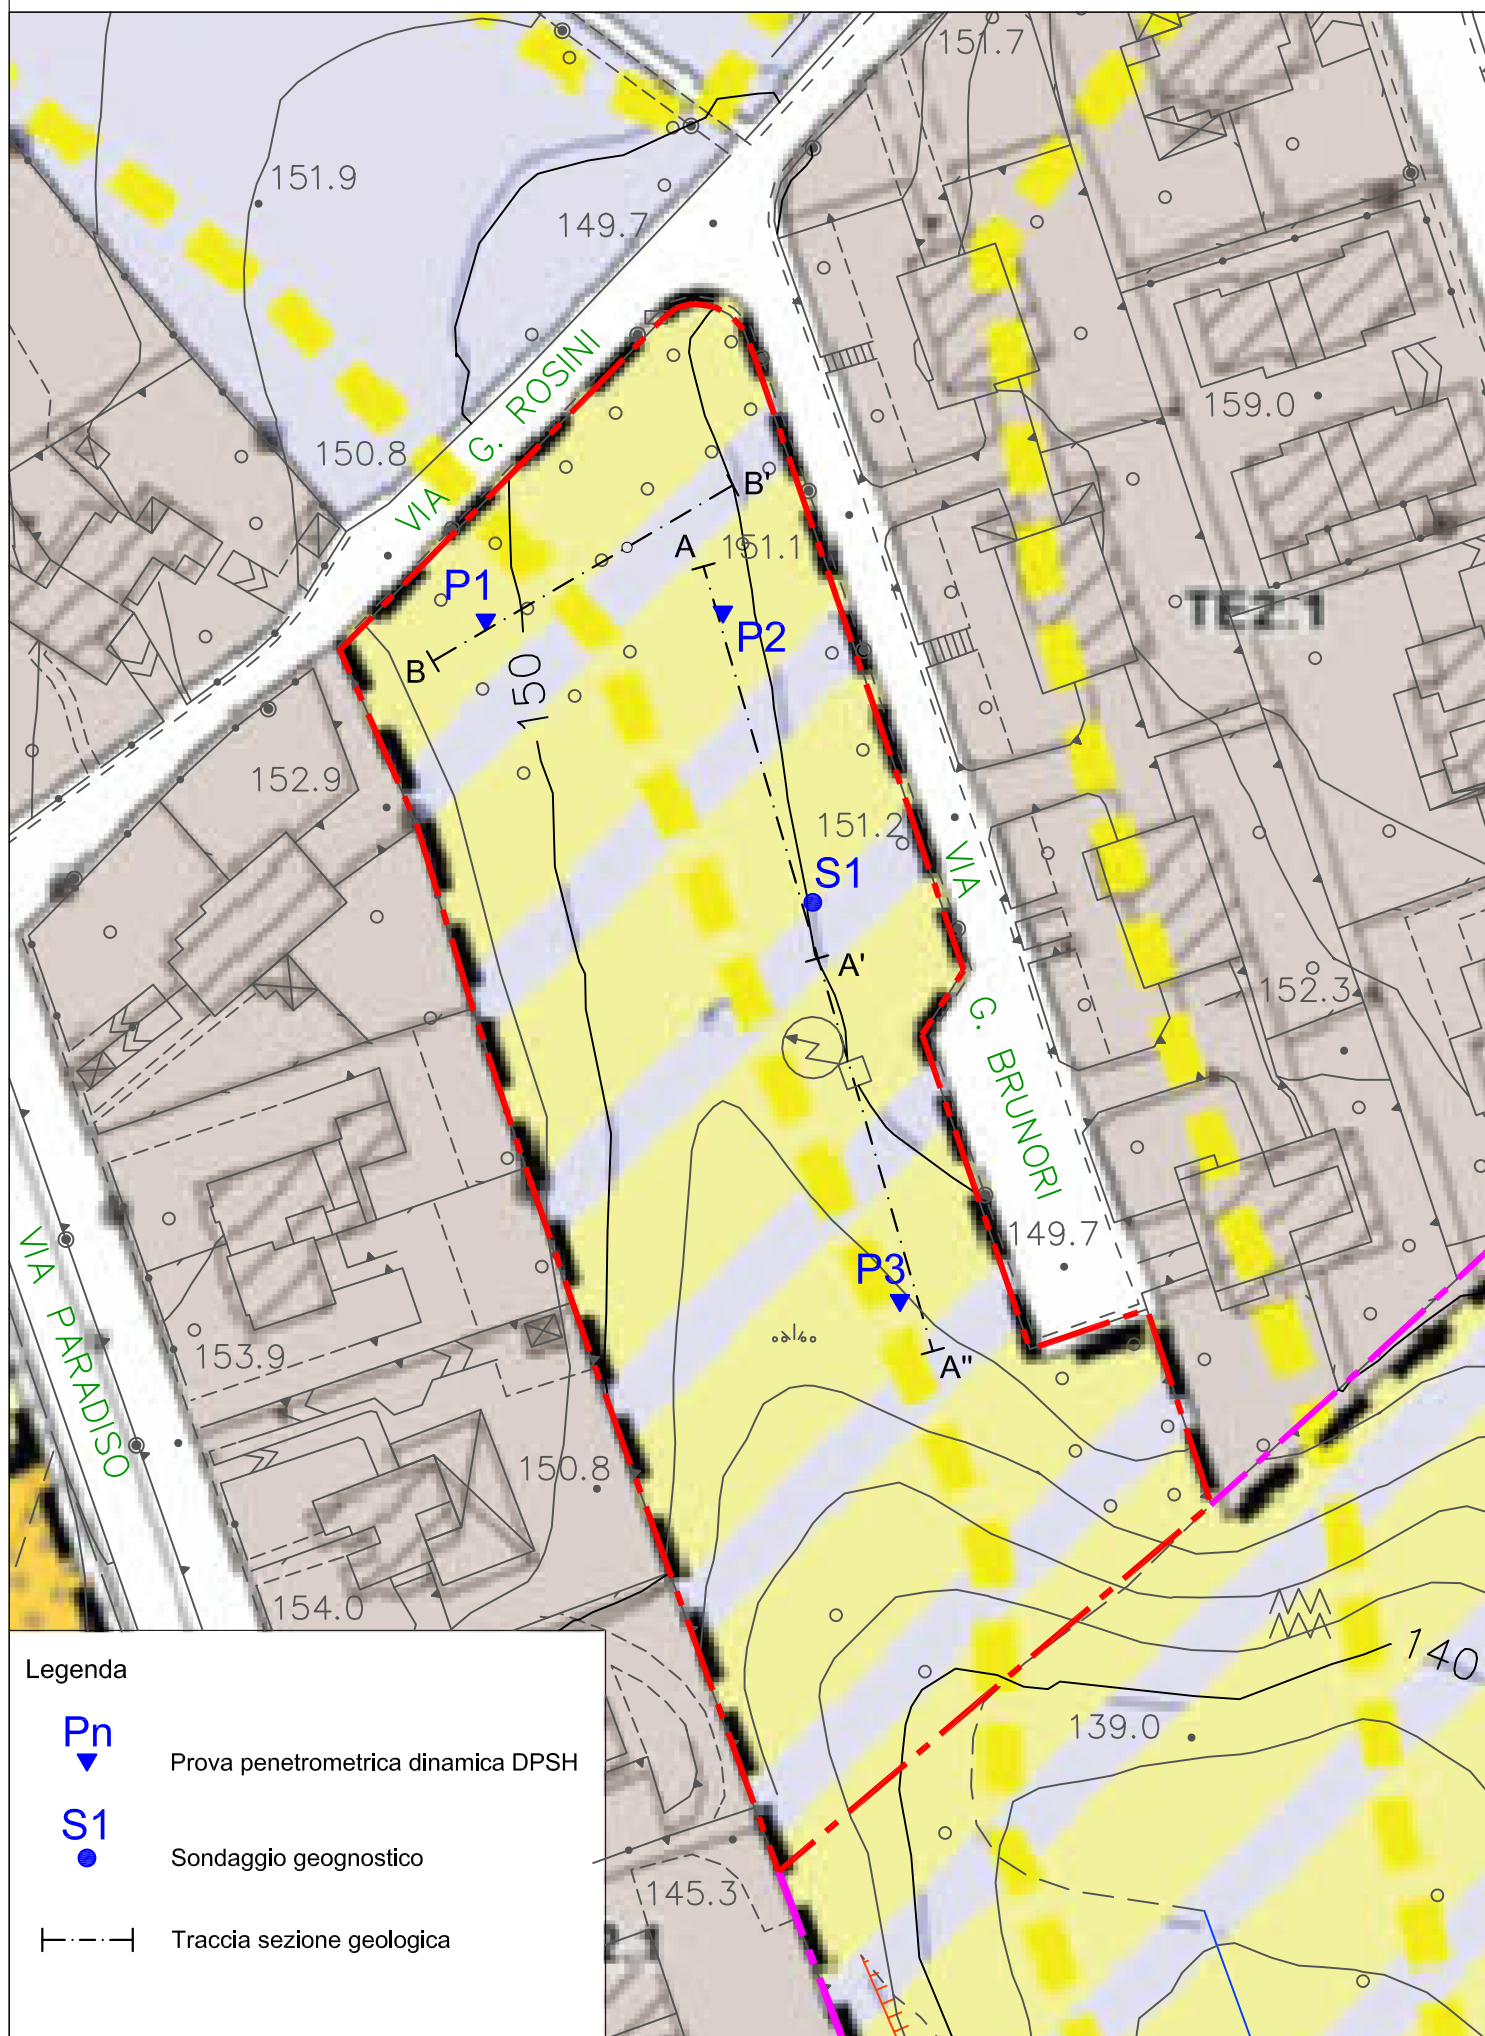 151.7
151.9
149.7
159.0
150.8
VIA G. ROSINI
B'
A
151.1
P1
P2
TE2.1
B
150
152.9
151.2
VIA G. BRUNORI
S1
A'
152.3
149.7
P3
VIA PARADISO
153.9
A"
150.8
154.0
140
139.0
145.3
Legenda
Pn
Prova penetrometrica dinamica DPSH
S1
Sondaggio geognostico
Traccia sezione geologica